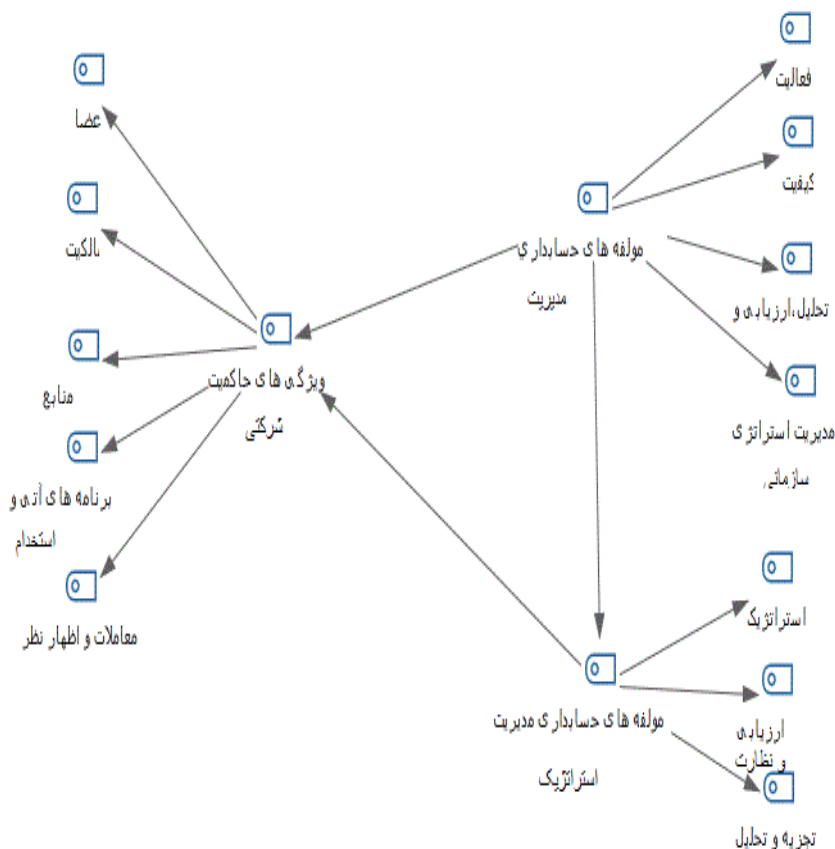 فعالیت
کیفیت
مولفه های حسابداری
مدیریت
تحلیل،ارزیابی و
مدیریت استراتژی
سازمانی
عضا
مالکیت
منابع
ویژگی های حاکمیت
شرکتی
برنامه های آتی و
استخدام
معاملات و اظهار نظر
مولفه های حسابداری مدیریت
استراتژیک
استراتژیک
ارزیابی
و نظارت
تجزیه و تحلیل